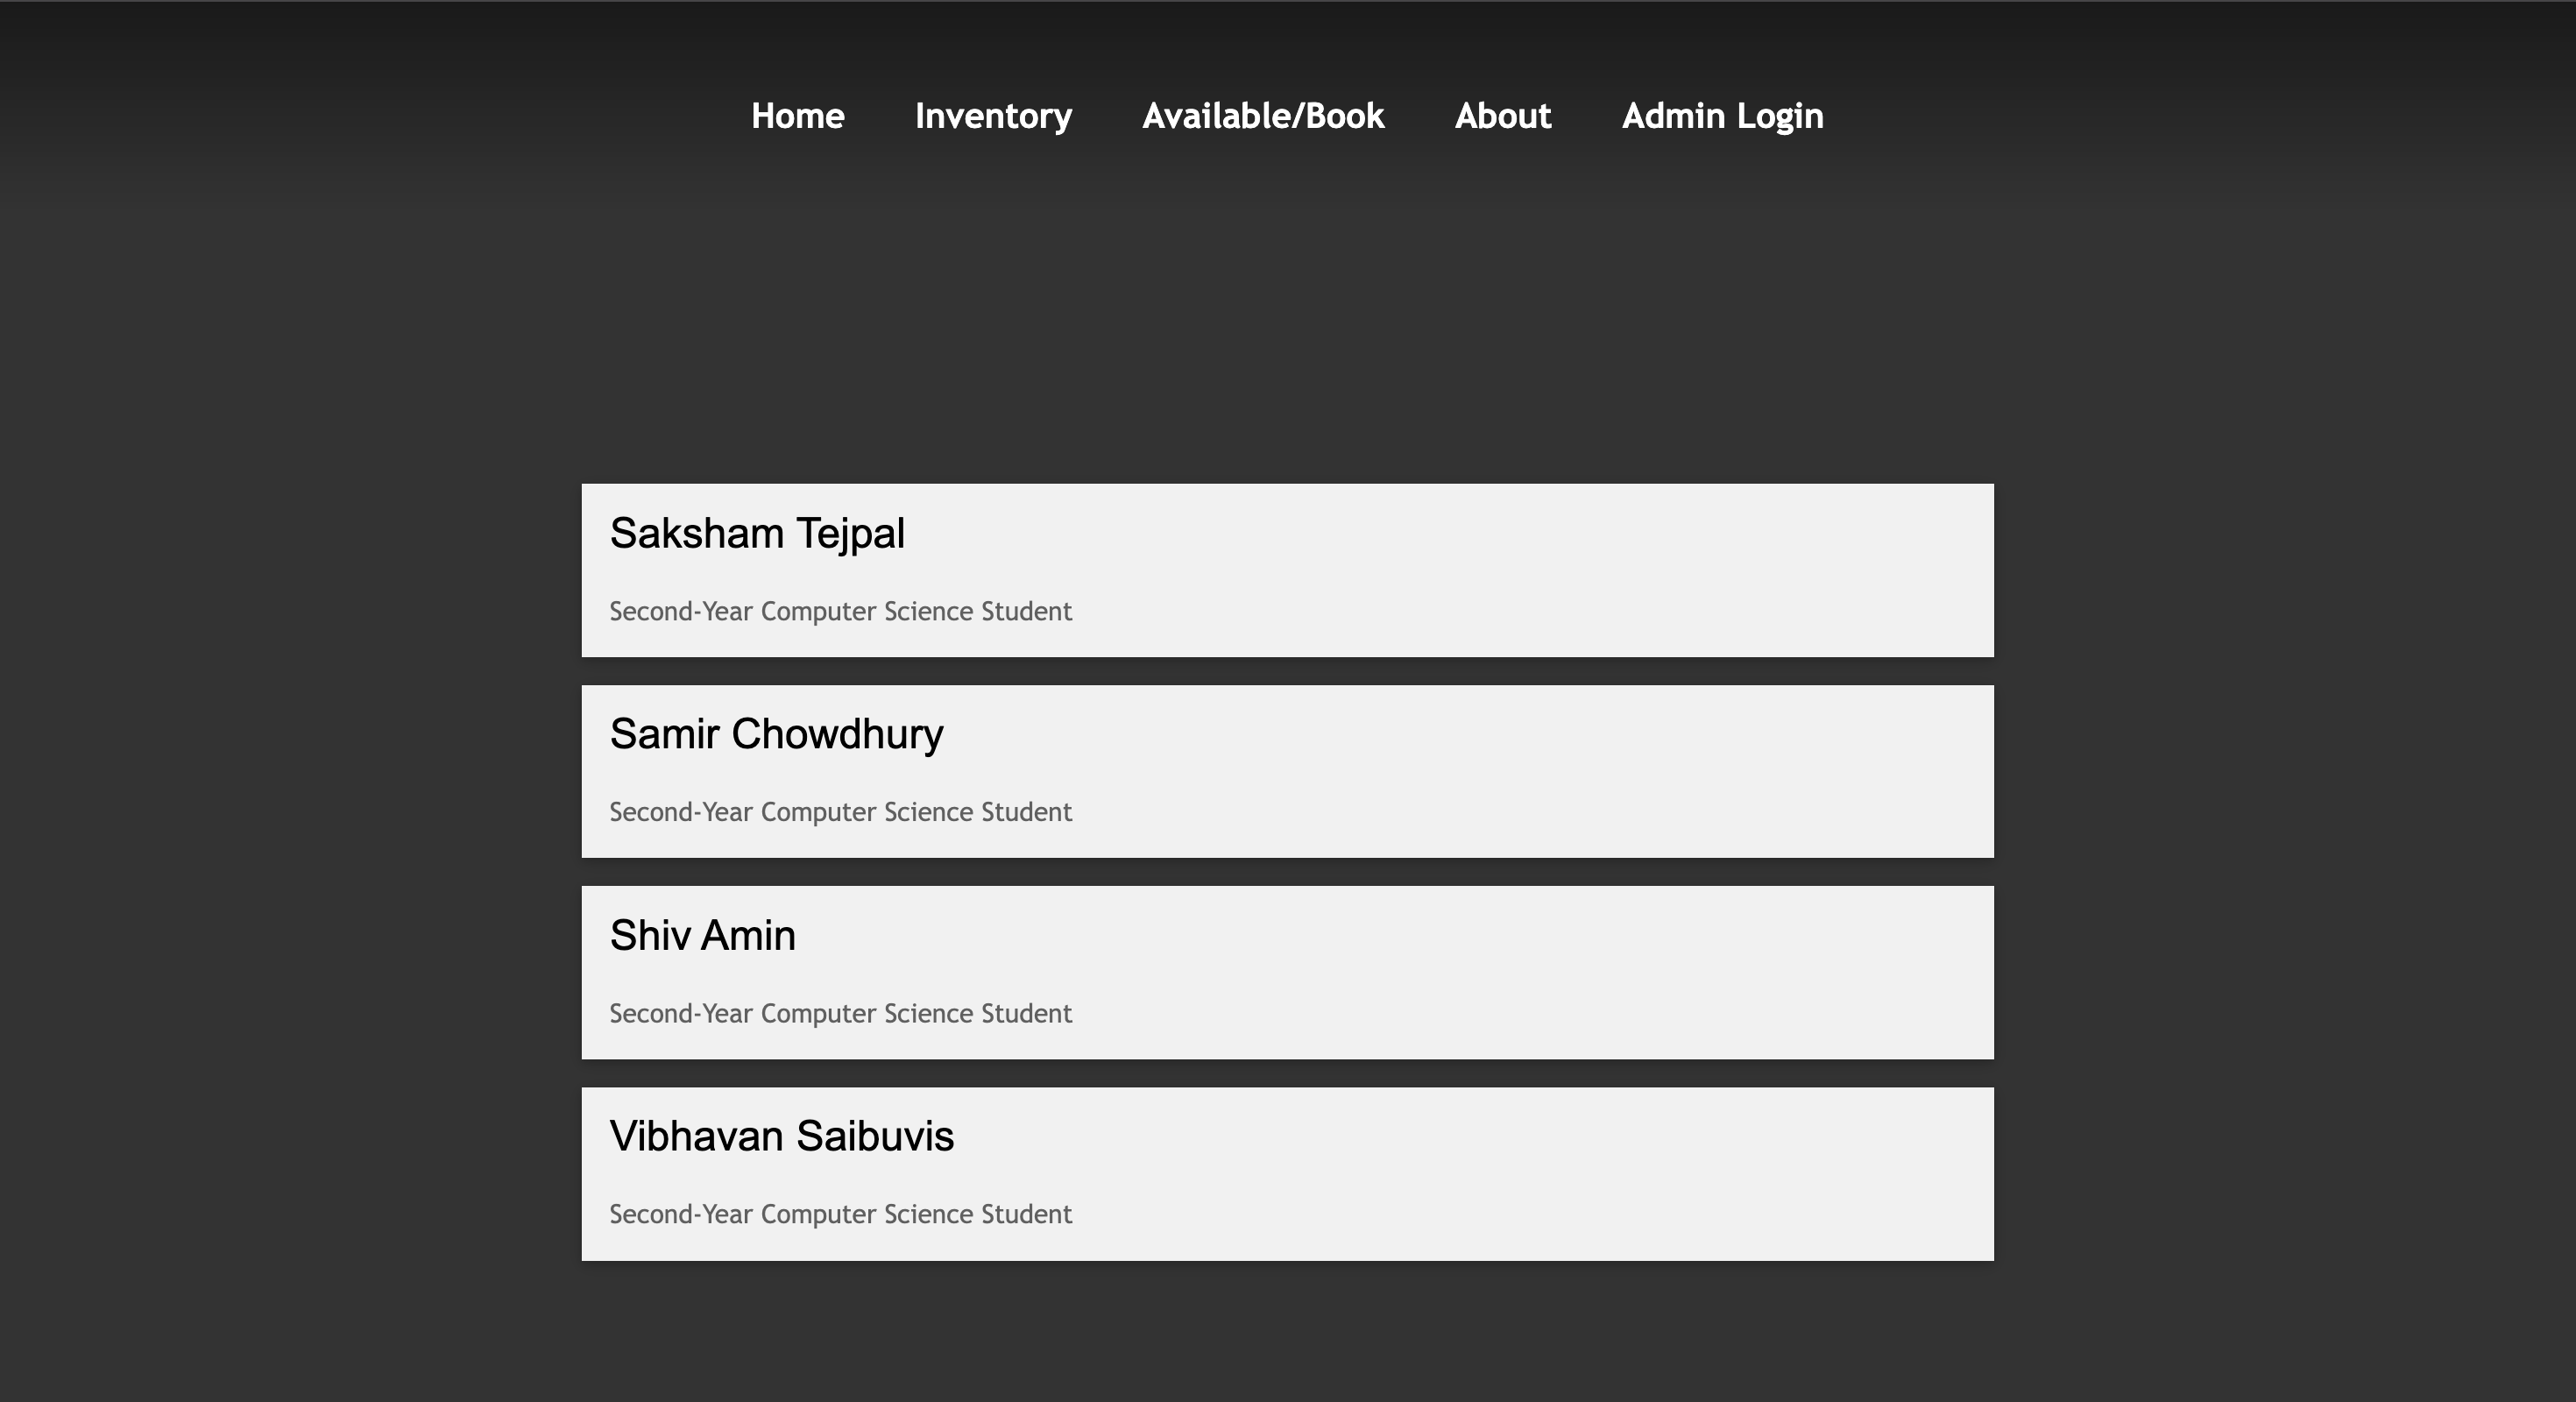 Home Inventory Available/Book About Admin Login
Saksham Tejpal
Second-Year Computer Science Student
Samir Chowdhury
Second-Year Computer Science Student
Shiv Amin
Second-Year Computer Science Student
Vibhavan Saibuvis
Second-Year Computer Science Student